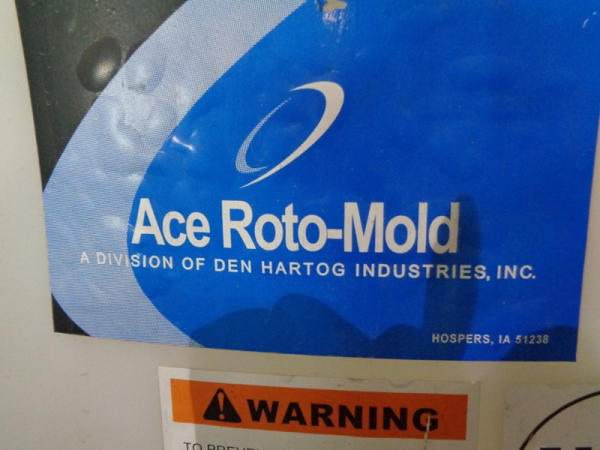 Ace Roto-Mold
A DIVISION OF DEN HARTOG INDUSTRIES, INC.
HOSPERS, IA 51238
WARNING